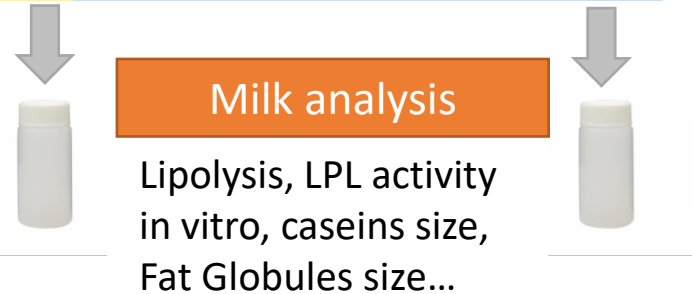 Milk analysis
Lipolysis, LPL activity
in vitro, caseins size,
Fat Globules size…